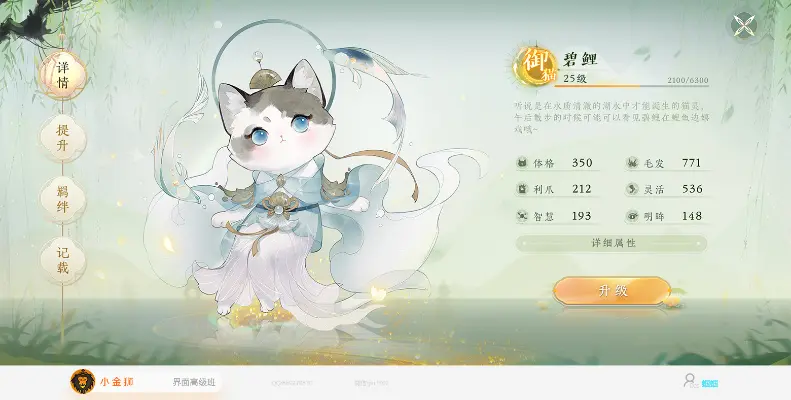 详情
提升
羁绊
记载
御猫
碧鲤
25级
2100/6300
听说是在水质清澈的湖水中才能诞生的猫灵，
午后散步的时候可能可以看见碧鲤在鲤鱼边嬉
戏哦~
体格 350
毛发 771
利爪 212
灵活 536
智慧 193
明眸 148
详细属性
升级
小金狮
界面高级班